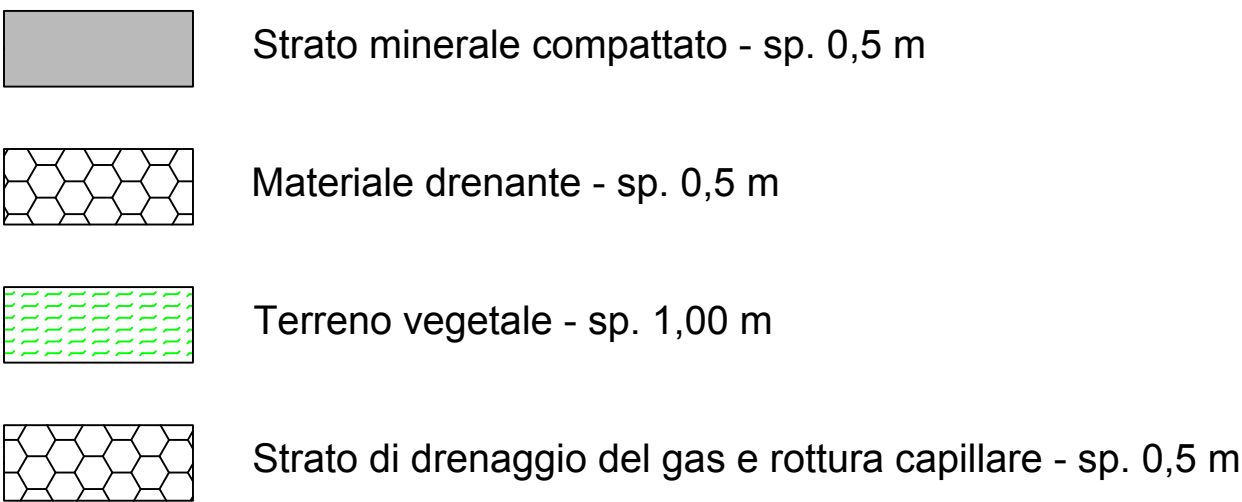 Strato minerale compattato - sp. 0,5 m
Materiale drenante - sp. 0,5 m
Terreno vegetale - sp. 1,00 m
Strato di drenaggio del gas e rottura capillare - sp. 0,5 m